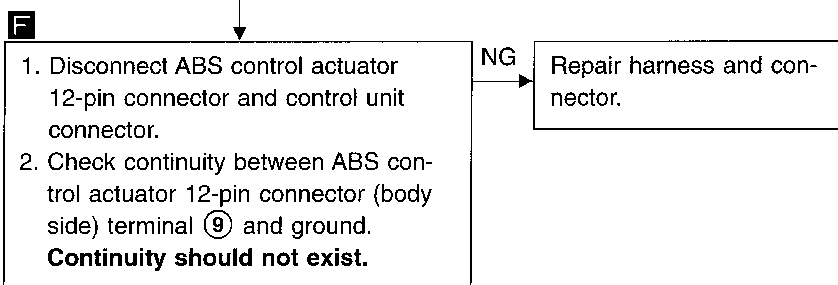 F
1. Disconnect ABS control actuator
12-pin connector and control unit
connector.
2. Check continuity between ABS con-
trol actuator 12-pin connector (body
side) terminal ⑨ and ground.
Continuity should not exist.
NG
Repair harness and con-
nector.